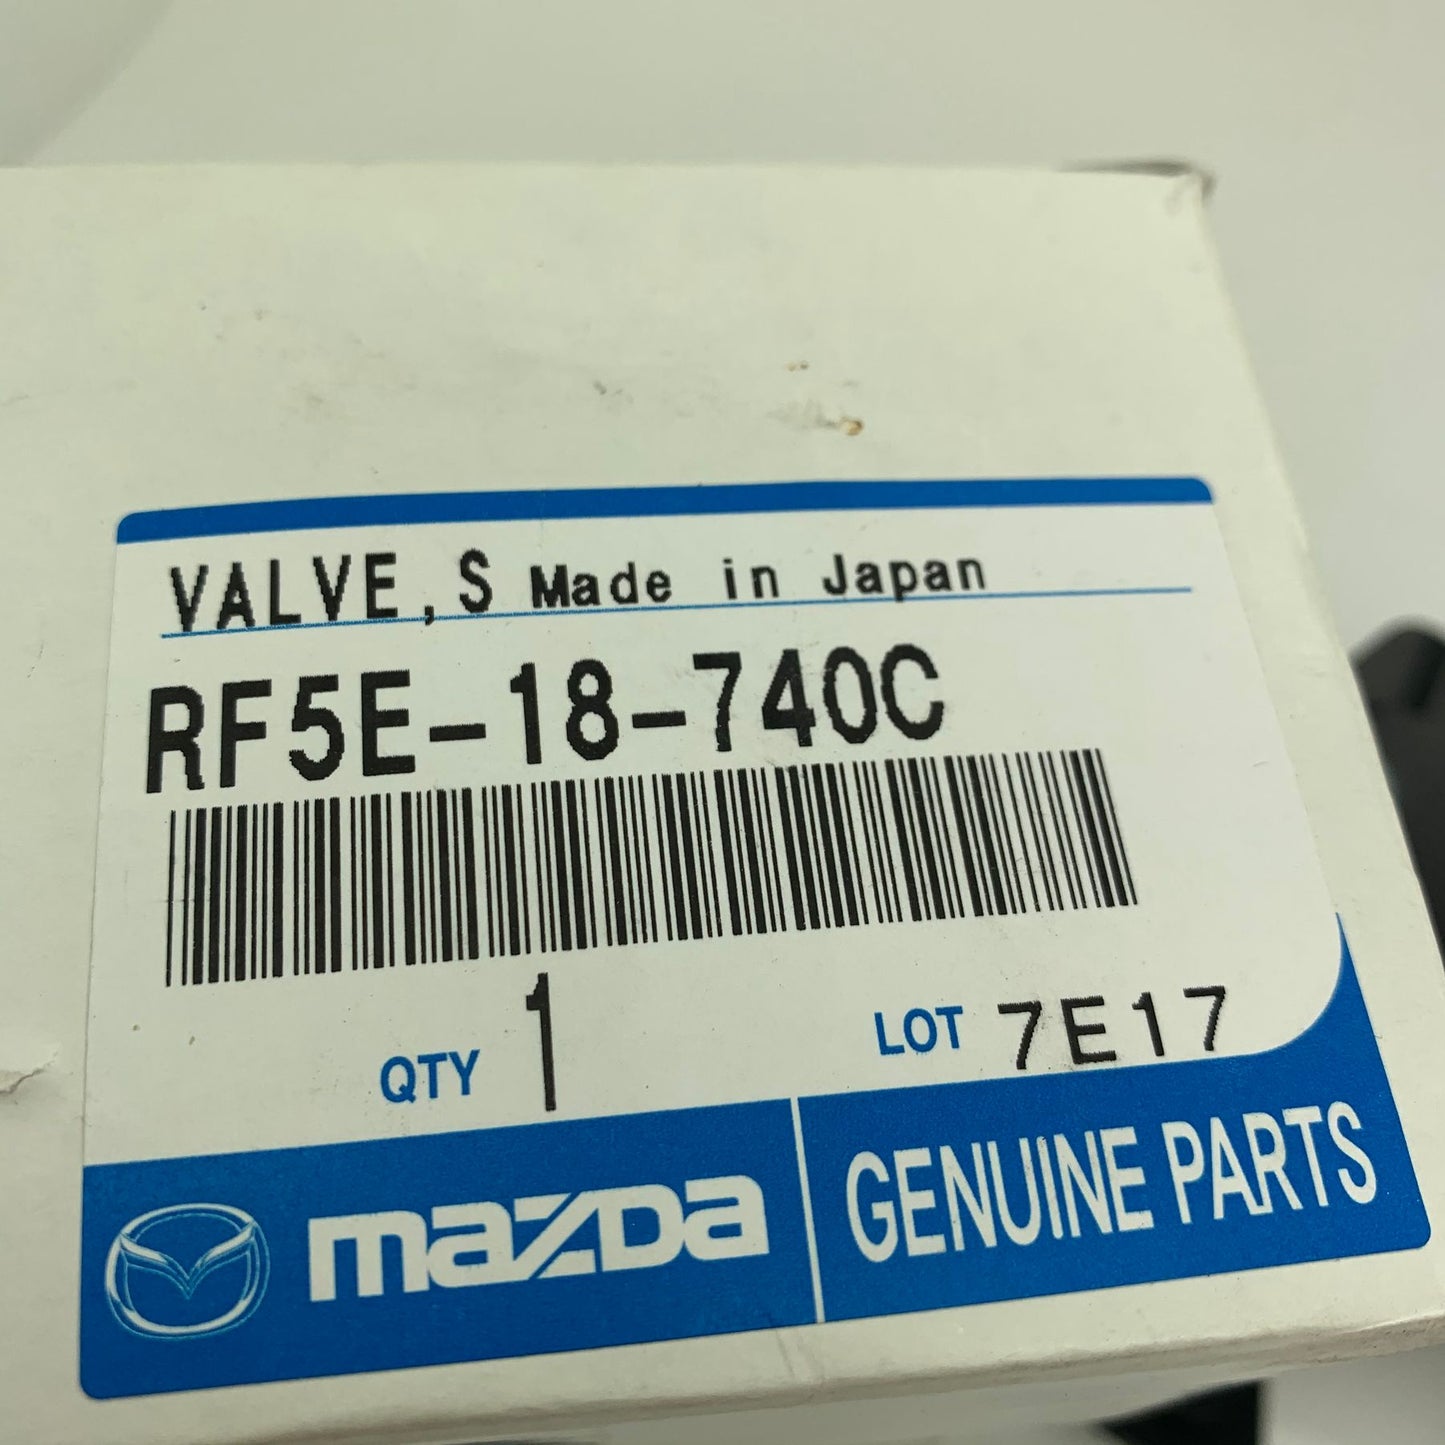 VALVE, S Made in Japan
RF5E-18-740C
QTY 1 LOT 7E17
mazDa GENUINE PARTS